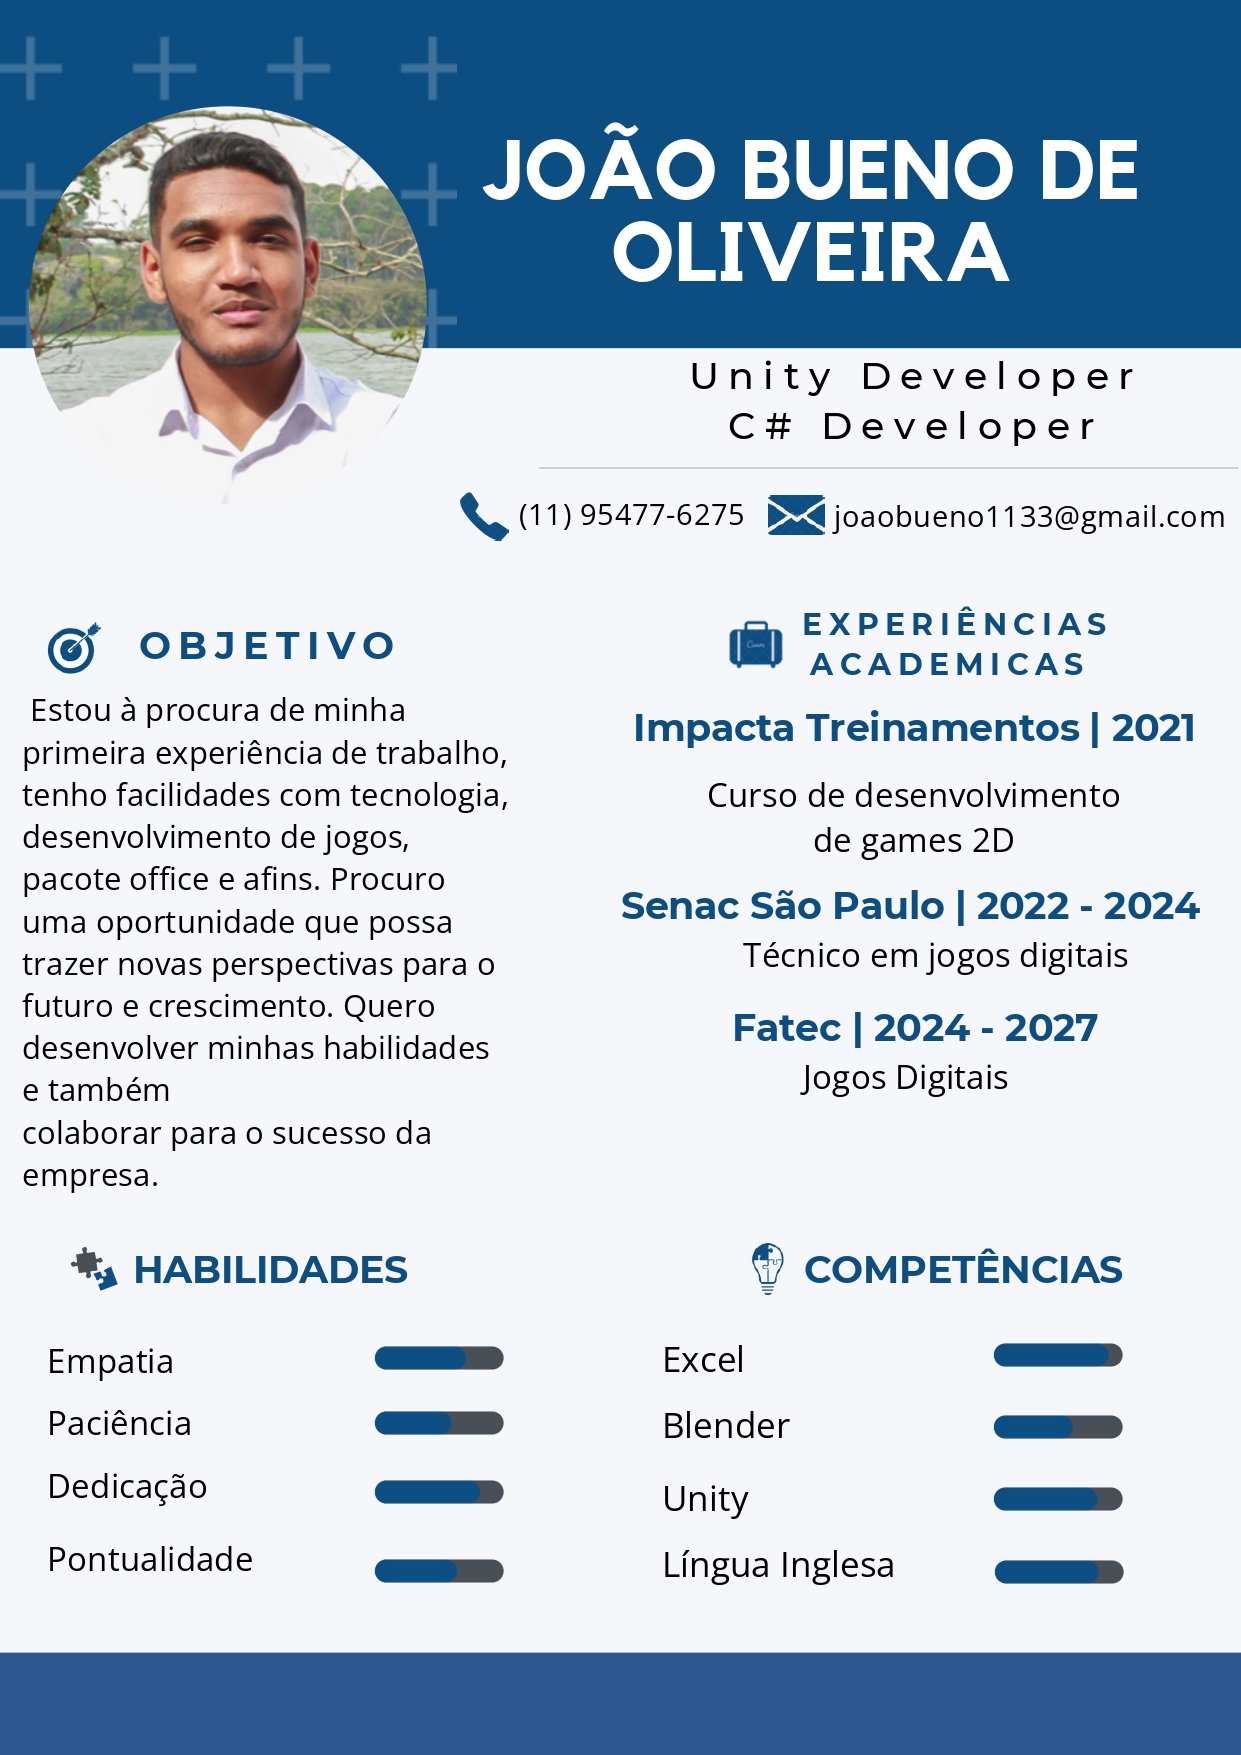 JOÃO BUENO DE
OLIVEIRA
Unity Developer
C# Developer
(11) 95477-6275
joaobueno1133@gmail.com
OBJETIVO
Estou à procura de minha
primeira experiência de trabalho,
tenho facilidades com tecnologia,
desenvolvimento de jogos,
pacote office e afins. Procuro
uma oportunidade que possa
trazer novas perspectivas para o
futuro e crescimento. Quero
desenvolver minhas habilidades
e também
colaborar para o sucesso da
empresa.
EXPERIÊNCIAS
ACADEMICAS
Impacta Treinamentos | 2021
Curso de desenvolvimento
de games 2D
Senac São Paulo | 2022 - 2024
Técnico em jogos digitais
Fatec | 2024 - 2027
Jogos Digitais
HABILIDADES
Empatia
Paciência
Dedicação
Pontualidade
COMPETÊNCIAS
Excel
Blender
Unity
Língua Inglesa